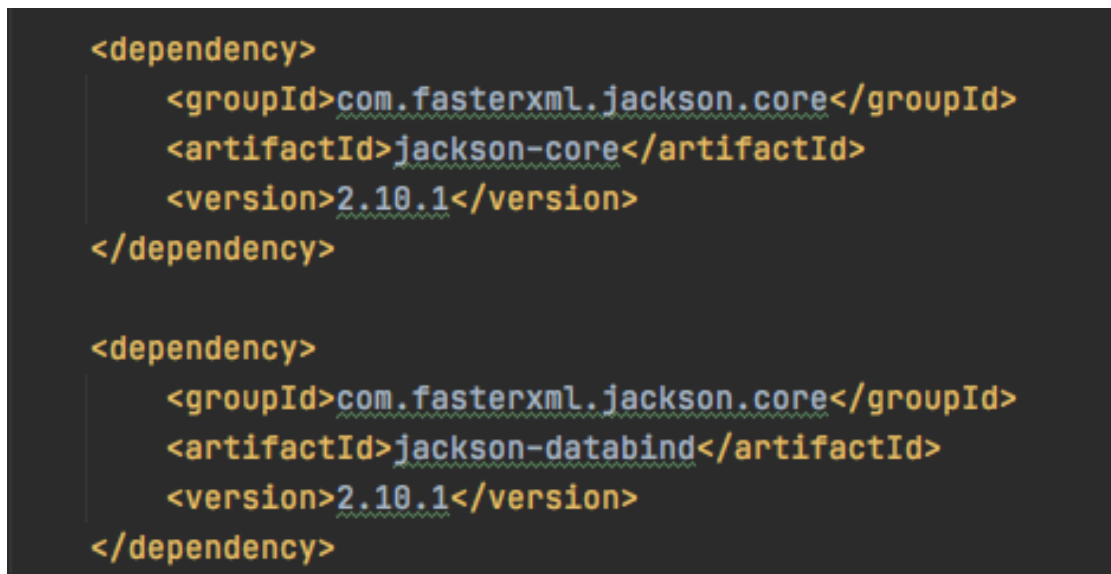 <dependency>
<groupId>com.fasterxml.jackson.core</groupId>
<artifactId>jackson-core</artifactId>
<version>2.10.1</version>
</dependency>
<dependency>
<groupId>com.fasterxml.jackson.core</groupId>
<artifactId>jackson-databind</artifactId>
<version>2.10.1</version>
</dependency>